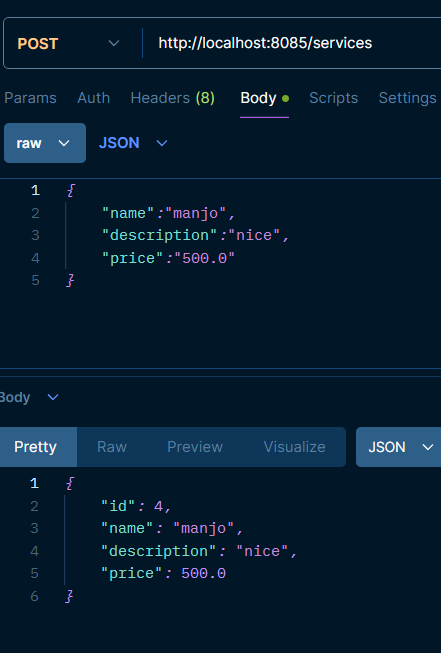 POST http://localhost:8085/services
Params Auth Headers (8) Body Scripts Settings
raw JSON
1 {
2 "name":"manjo",
3 "description":"nice",
4 "price":"500.0"
5 }
Body
Pretty Raw Preview Visualize JSON
1 {
2 "id": 4,
3 "name": "manjo",
4 "description": "nice",
5 "price": 500.0
6 }